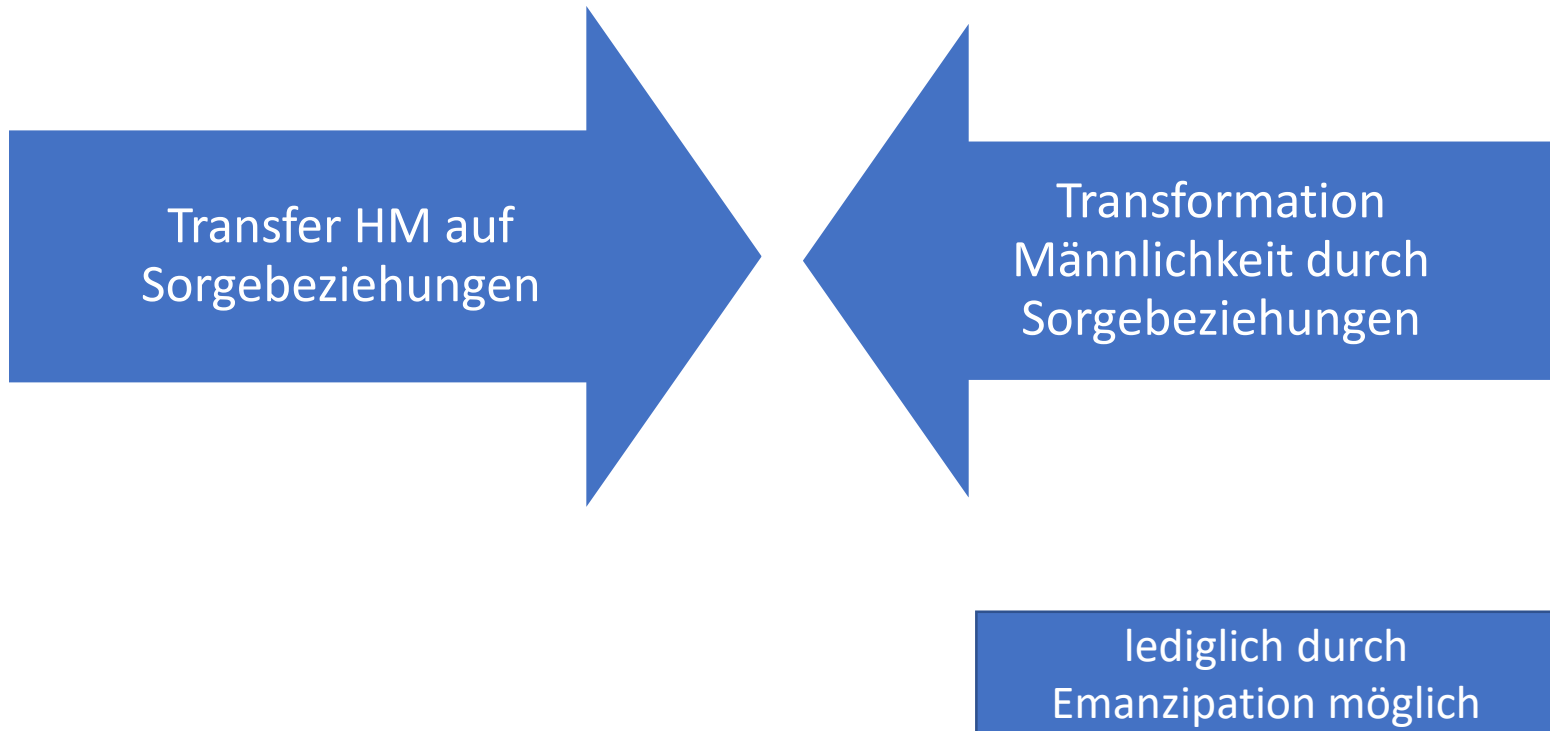 Transfer HM auf
Sorgebeziehungen
Transformation
Männlichkeit durch
Sorgebeziehungen
lediglich durch
Emanzipation möglich